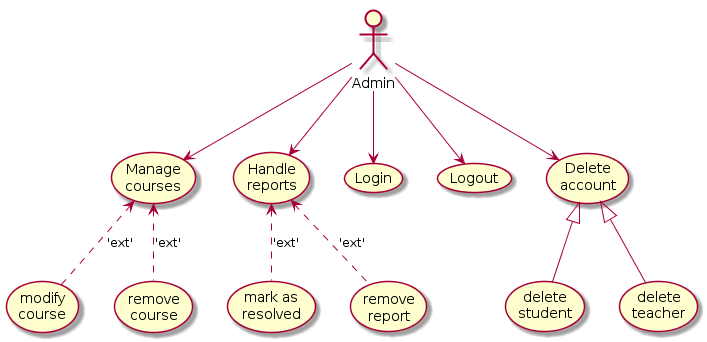 Admin
Manage
courses
Handle
reports
Login
Logout
Delete
account
'ext'
'ext'
'ext'
'ext'
modify
course
remove
course
mark as
resolved
remove
report
delete
student
delete
teacher